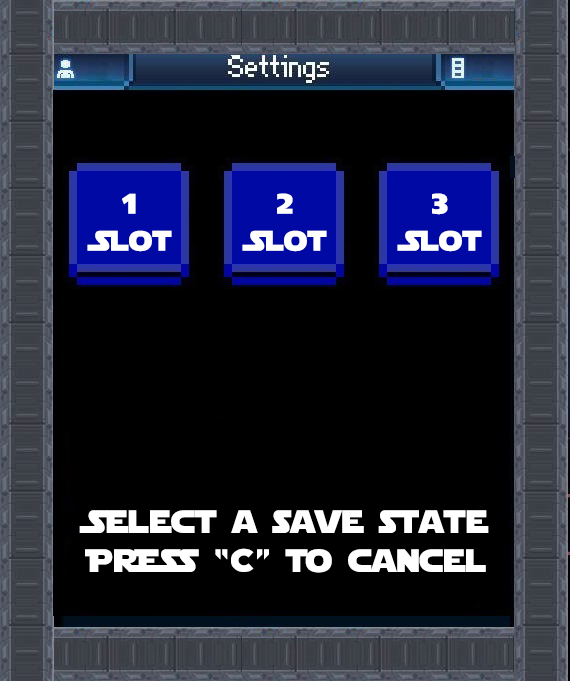 Settings
1 2 3
SLOT SLOT SLOT
SELECT A SAVE STATE
PRESS "C" TO CANCEL